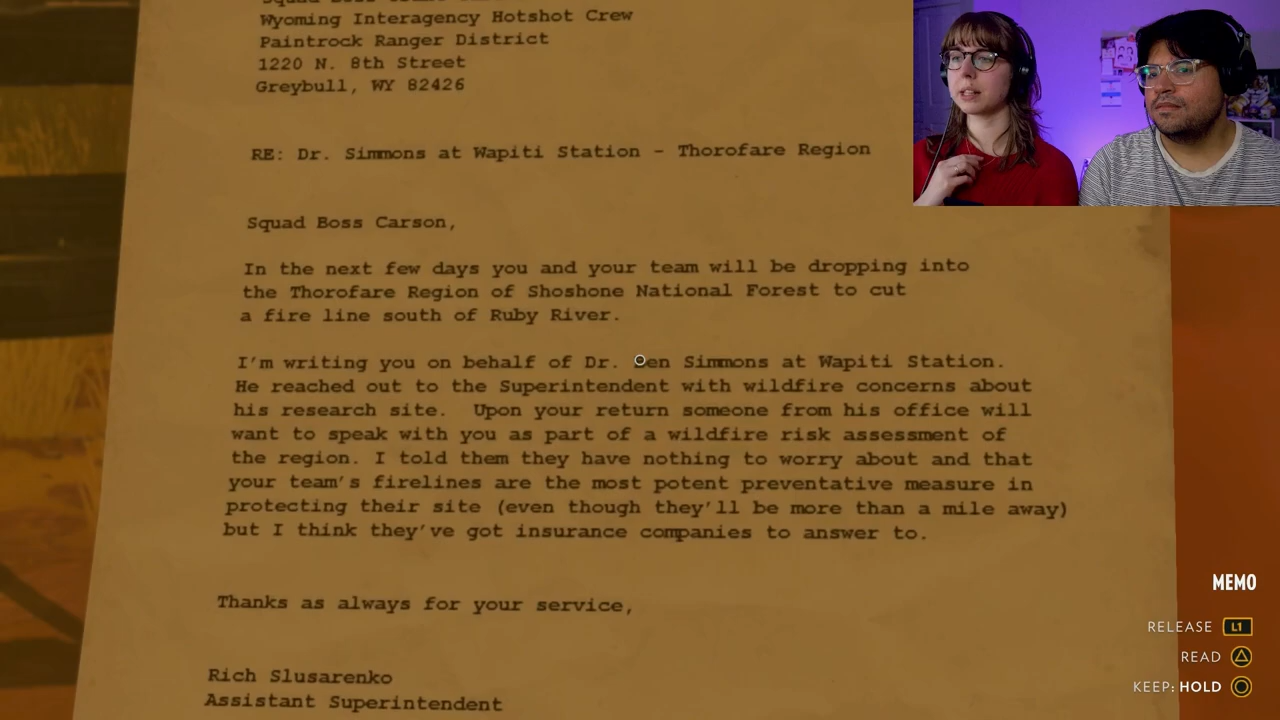 Wyoming Interagency Hotshot Crew
Paintrock Ranger District
1220 N. 8th Street
Greybull, WY 82426
RE: Dr. Simmons at Wapiti Station - Thorofare Region
Squad Boss Carson,
In the next few days you and your team will be dropping into
the Thorofare Region of Shoshone National Forest to cut
a fire line south of Ruby River.
I'm writing you on behalf of Dr. Simmons at Wapiti Station.
He reached out to the Superintendent with wildfire concerns about
his research site. Upon your return someone from his office will
want to speak with you as part of a wildfire risk assessment of
the region. I told them they have nothing to worry about and that
your team's firelines are the most potent preventative measure in
protecting their site (even though they'll be more than a mile away)
but I think they've got insurance companies to answer to.
Thanks as always for your service,
Rich Slusarenko
Assistant Superintendent
MEMO
RELEASE L1
READ
KEEP: HOLD